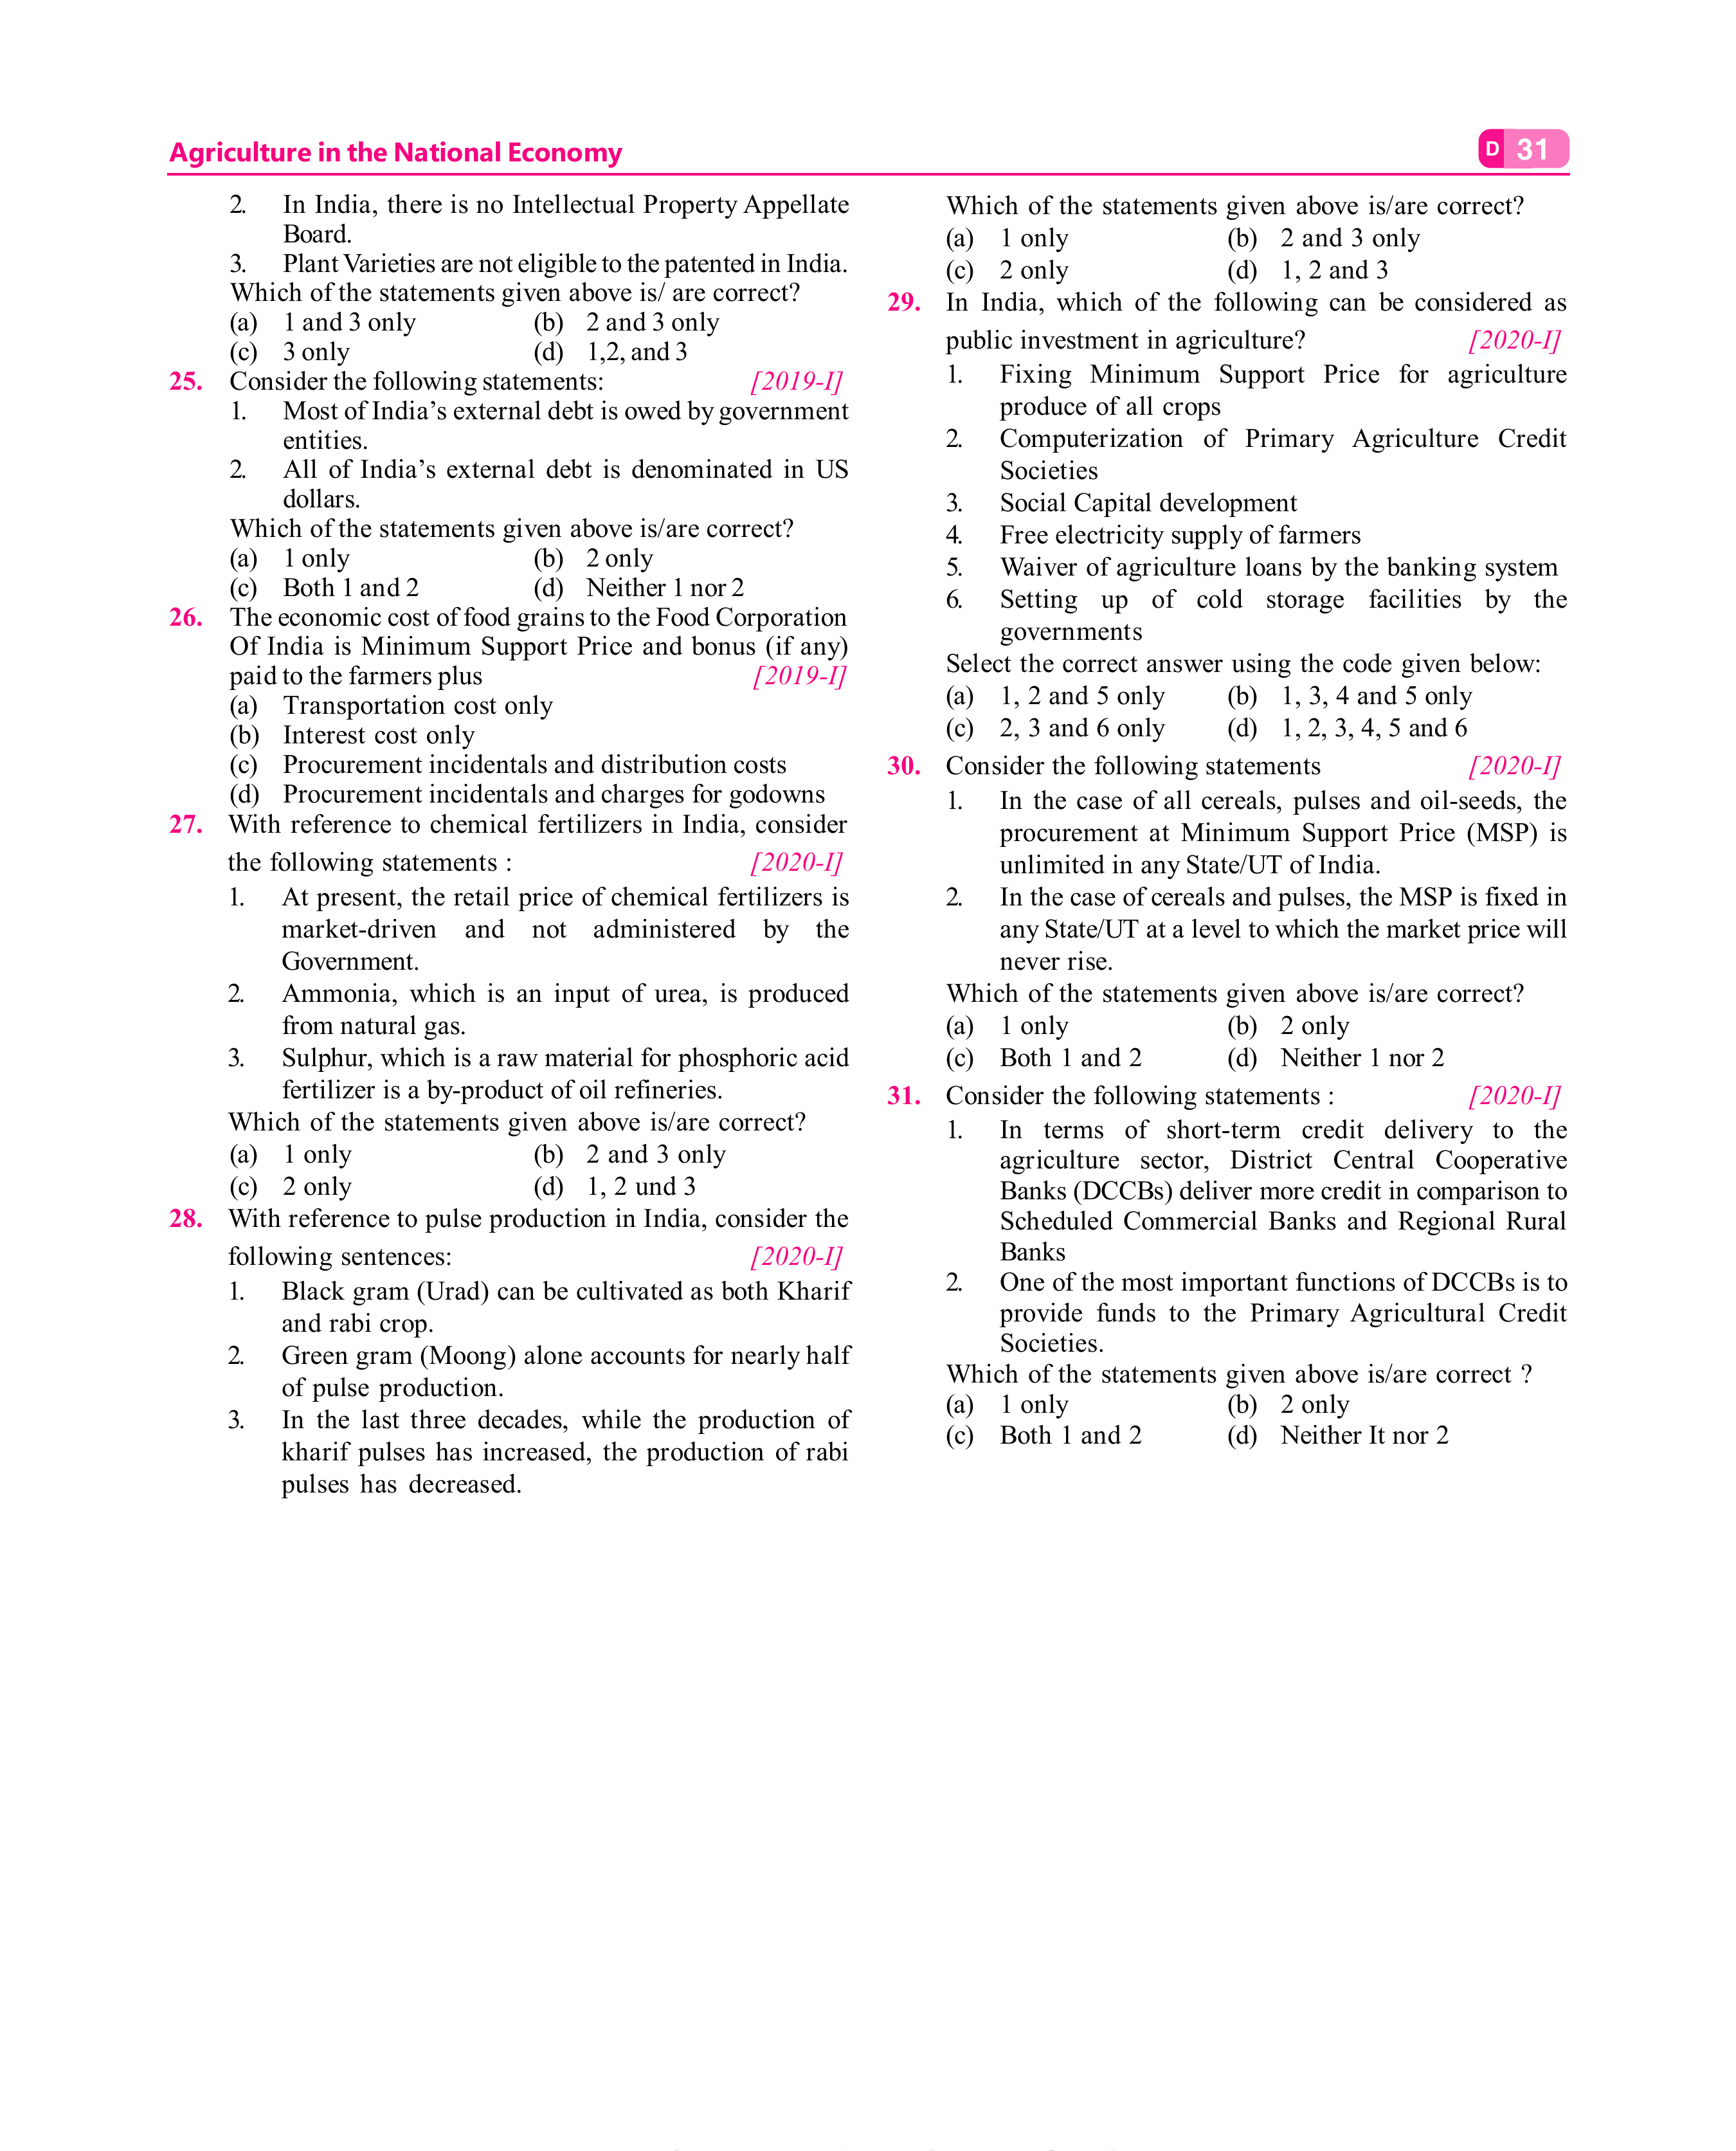 Agriculture in the National Economy
D 31
2. In India, there is no Intellectual Property Appellate
Board.
3. Plant Varieties are not eligible to the patented in India.
Which of the statements given above is/ are correct?
(a) 1 and 3 only (b) 2 and 3 only
(c) 3 only (d) 1,2, and 3
25. Consider the following statements: [2019-I]
1. Most of India’s external debt is owed by government
entities.
2. All of India’s external debt is denominated in US
dollars.
Which of the statements given above is/are correct?
(a) 1 only (b) 2 only
(c) Both 1 and 2 (d) Neither 1 nor 2
26. The economic cost of food grains to the Food Corporation
Of India is Minimum Support Price and bonus (if any)
paid to the farmers plus [2019-I]
(a) Transportation cost only
(b) Interest cost only
(c) Procurement incidentals and distribution costs
(d) Procurement incidentals and charges for godowns
27. With reference to chemical fertilizers in India, consider
the following statements : [2020-I]
1. At present, the retail price of chemical fertilizers is
market-driven and not administered by the
Government.
2. Ammonia, which is an input of urea, is produced
from natural gas.
3. Sulphur, which is a raw material for phosphoric acid
fertilizer is a by-product of oil refineries.
Which of the statements given above is/are correct?
(a) 1 only (b) 2 and 3 only
(c) 2 only (d) 1, 2 und 3
28. With reference to pulse production in India, consider the
following sentences: [2020-I]
1. Black gram (Urad) can be cultivated as both Kharif
and rabi crop.
2. Green gram (Moong) alone accounts for nearly half
of pulse production.
3. In the last three decades, while the production of
kharif pulses has increased, the production of rabi
pulses has decreased.
Which of the statements given above is/are correct?
(a) 1 only (b) 2 and 3 only
(c) 2 only (d) 1, 2 and 3
29. In India, which of the following can be considered as
public investment in agriculture? [2020-I]
1. Fixing Minimum Support Price for agriculture
produce of all crops
2. Computerization of Primary Agriculture Credit
Societies
3. Social Capital development
4. Free electricity supply of farmers
5. Waiver of agriculture loans by the banking system
6. Setting up of cold storage facilities by the
governments
Select the correct answer using the code given below:
(a) 1, 2 and 5 only (b) 1, 3, 4 and 5 only
(c) 2, 3 and 6 only (d) 1, 2, 3, 4, 5 and 6
30. Consider the following statements [2020-I]
1. In the case of all cereals, pulses and oil-seeds, the
procurement at Minimum Support Price (MSP) is
unlimited in any State/UT of India.
2. In the case of cereals and pulses, the MSP is fixed in
any State/UT at a level to which the market price will
never rise.
Which of the statements given above is/are correct?
(a) 1 only (b) 2 only
(c) Both 1 and 2 (d) Neither 1 nor 2
31. Consider the following statements : [2020-I]
1. In terms of short-term credit delivery to the
agriculture sector, District Central Cooperative
Banks (DCCBs) deliver more credit in comparison to
Scheduled Commercial Banks and Regional Rural
Banks
2. One of the most important functions of DCCBs is to
provide funds to the Primary Agricultural Credit
Societies.
Which of the statements given above is/are correct ?
(a) 1 only (b) 2 only
(c) Both 1 and 2 (d) Neither It nor 2